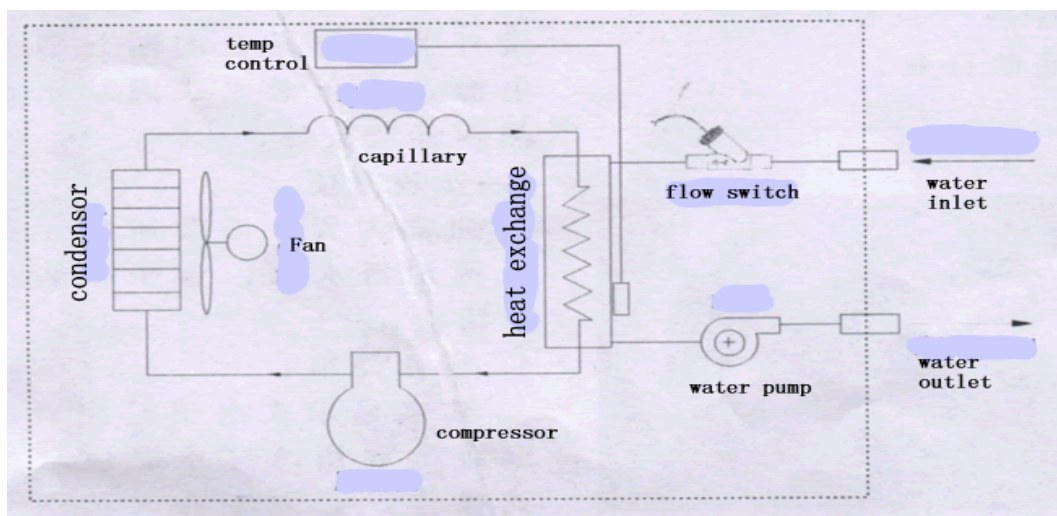 temp
control
capillary
flow switch
water
inlet
condensor
Fan
heat exchange
water pump
water
outlet
compressor